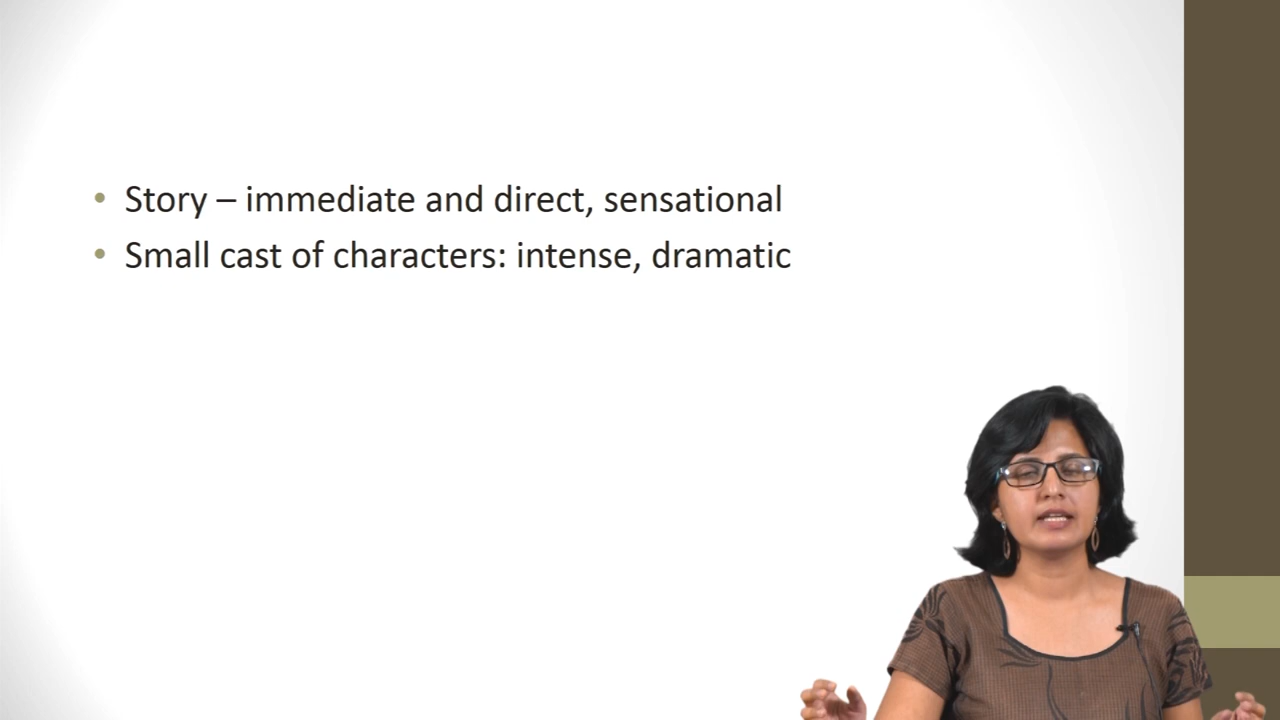 • Story – immediate and direct, sensational
• Small cast of characters: intense, dramatic